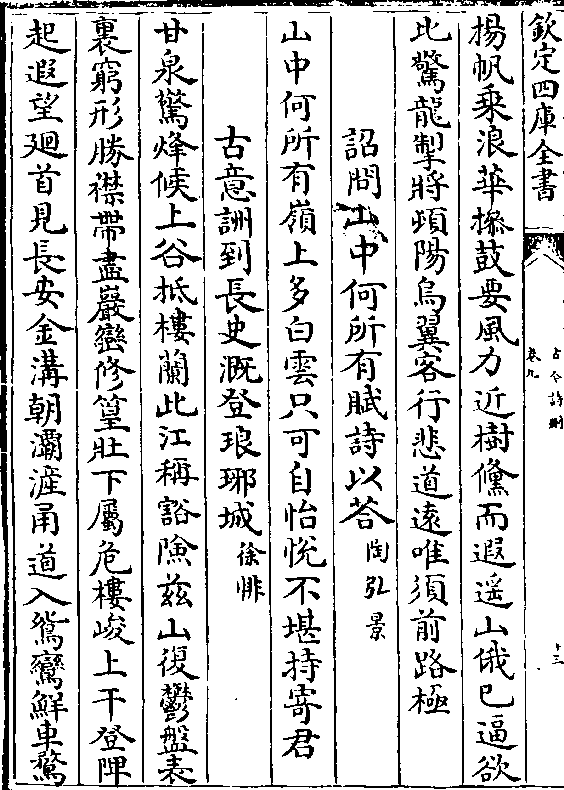 欽定四庫全書
古今詩刪
卷九
十三
揚帆乗浪華摐鼓要風力近樹儵而遐遥山俄已逼欲
此驚龍掣將頃陽烏翼客行悲道遠唯須前路極
詔問山中何所有賦詩以荅陶弘景
山中何所有嶺上多白雲只可自怡悦不堪持寄君
古意詶到長史溉登琅琊城徐悱
甘泉驚烽候上谷抵樓蘭此江稱豁險兹山復鬱盤表
裏窮形勝襟帶盡巖巒修篁壯下屬危樓峻上干登陴
起遐望廻首見長安金溝朝灞滻甬道入鴛鸞鮮車騖